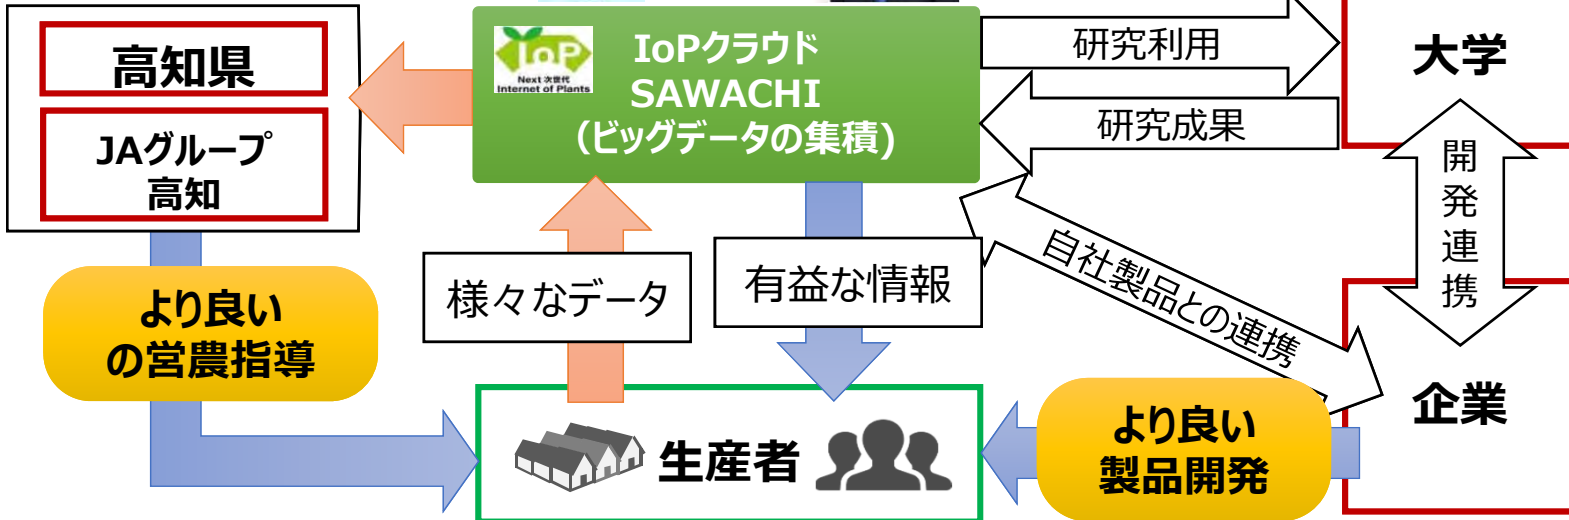 高知県
JAグループ
高知
IoP
Next 次世代
Internet of Plants
IoPクラウド
SAWACHI
（ビッグデータの集積)
研究利用
研究成果
大学
開発連携
自社製品との連携
様々なデータ
有益な情報
より良い
の営農指導
生産者
より良い
製品開発
企業